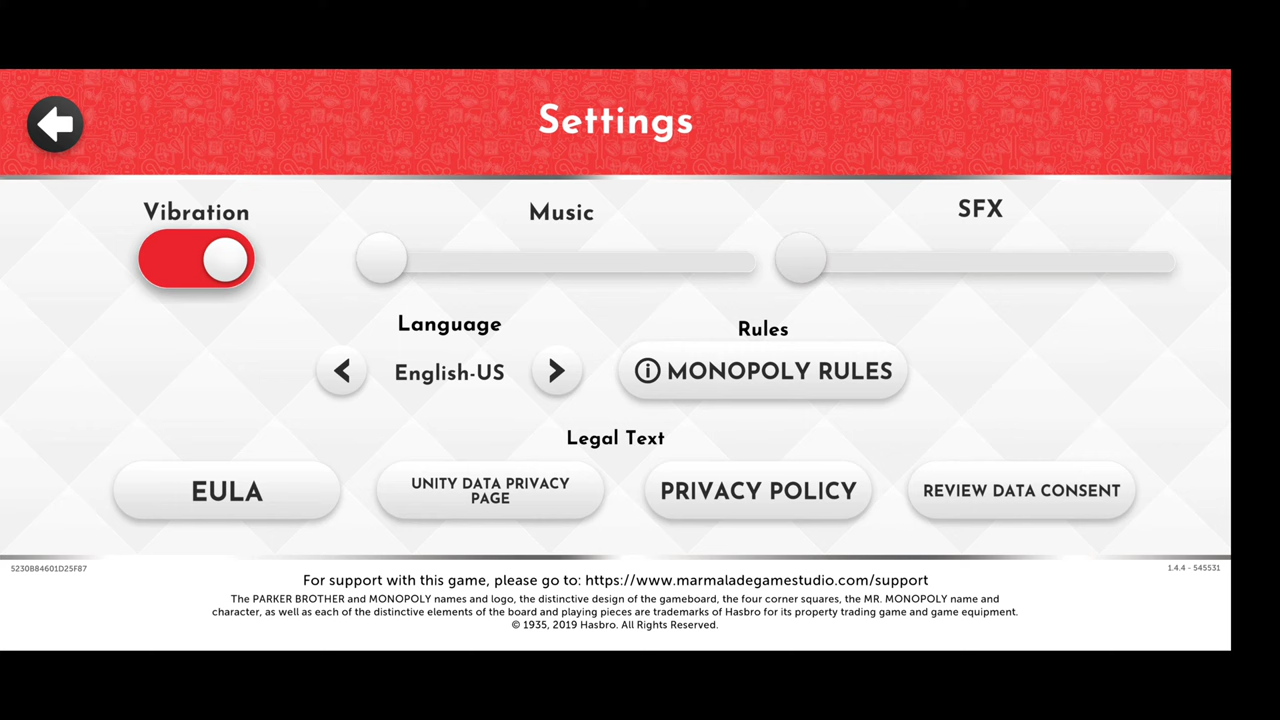 Settings
Vibration
Music
SFX
Language
Rules
English-US
MONOPOLY RULES
Legal Text
EULA
UNITY DATA PRIVACY
PAGE
PRIVACY POLICY
REVIEW DATA CONSENT
5230B84601D25F87
1.4.4 - 545531
For support with this game, please go to: https://www.marmaladegamestudio.com/support
The PARKER BROTHER and MONOPOLY names and logo, the distinctive design of the gameboard, the four corner squares, the MR. MONOPOLY name and
character, as well as each of the distinctive elements of the board and playing pieces are trademarks of Hasbro for its property trading game and game equipment.
© 1935, 2019 Hasbro. All Rights Reserved.